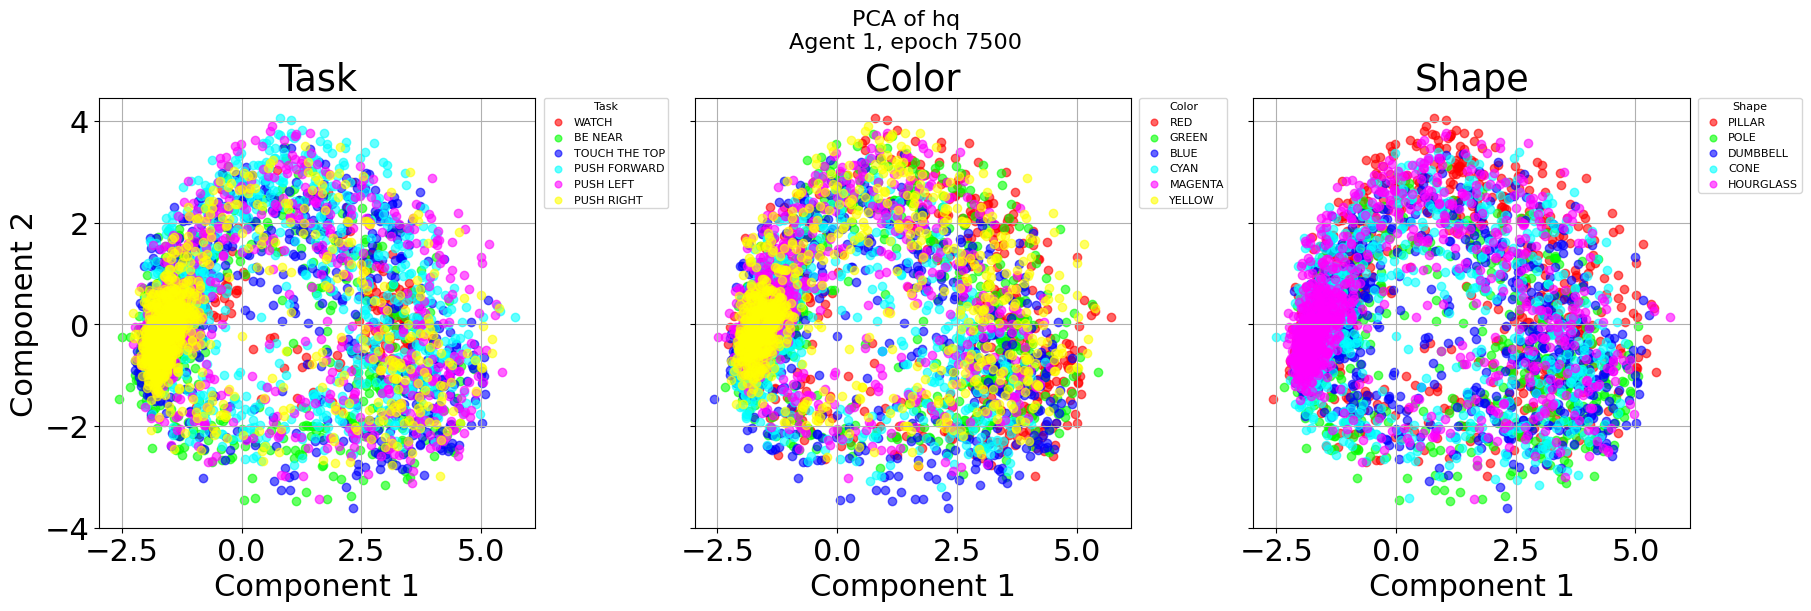 PCA of hq
Agent 1, epoch 7500
Task
Color
Shape
Component 2
4
2
0
−2
−4
−2.5
0.0
2.5
5.0
Component 1
Task
WATCH
BE NEAR
TOUCH THE TOP
PUSH FORWARD
PUSH LEFT
PUSH RIGHT
−2.5
0.0
2.5
5.0
Component 1
Color
RED
GREEN
BLUE
CYAN
MAGENTA
YELLOW
−2.5
0.0
2.5
5.0
Component 1
Shape
PILLAR
POLE
DUMBBELL
CONE
HOURGLASS